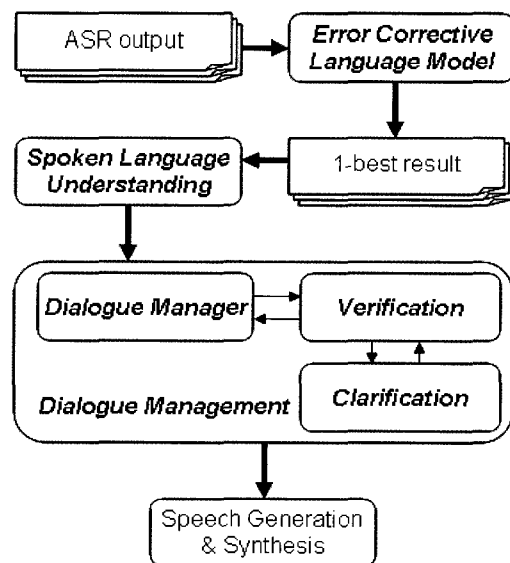 ASR output
Error Corrective
Language Model
Spoken Language
Understanding
1-best result
Dialogue Manager
Verification
Dialogue Management
Clarification
Speech Generation
& Synthesis